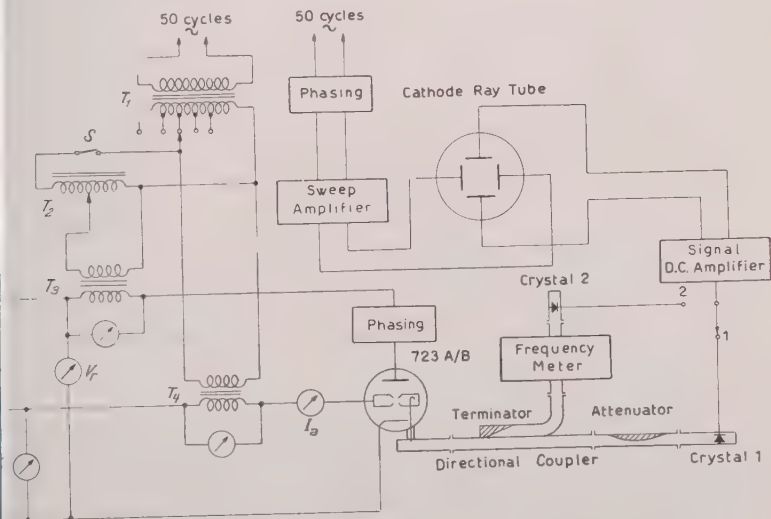 50 cycles
~
50 cycles
~
T1
Phasing
Cathode Ray Tube
S
Sweep
Amplifier
T2
Signal
D.C. Amplifier
Crystal 2
2
T3
1
Phasing
723 A/B
Frequency
Meter
Vr
T4
Ia
Terminator
Attenuator
Directional Coupler
Crystal 1